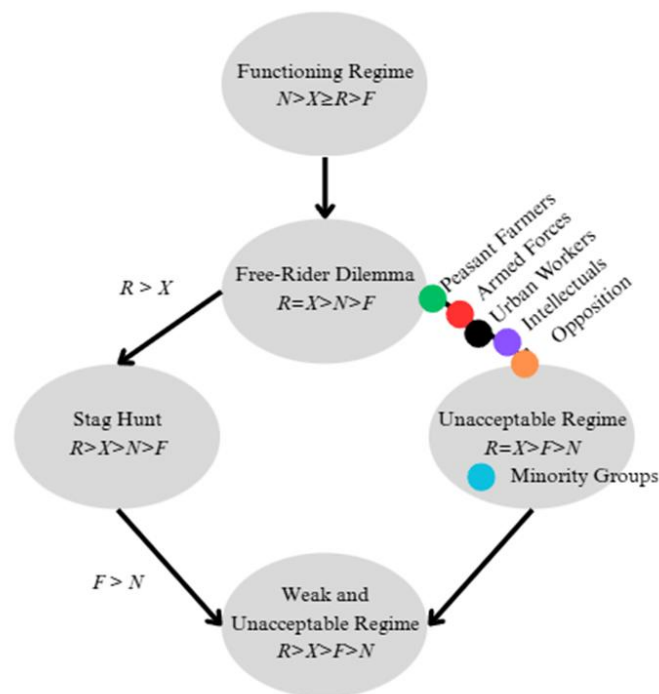 Functioning Regime
N>X≥R>F
Peasant Farmers
Armed Forces
Urban Workers
Intellectuals
Opposition
Free-Rider Dilemma
R=X>N>F
R > X
Stag Hunt
R>X>N>F
Unacceptable Regime
R=X>F>N
Minority Groups
F > N
Weak and
Unacceptable Regime
R>X>F>N